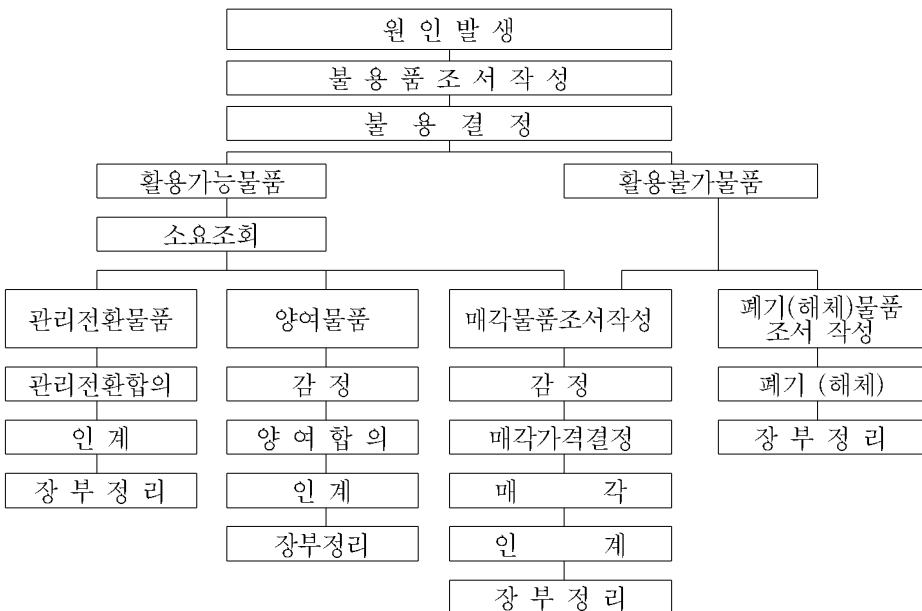 원 인 발 생
불 용 품 조 서 작 성
불 용 결 정
활용가능물품
활용불가물품
소요조회
관리전환물품
관리전환합의
인 계
장 부 정 리
양여물품
감 정
양 여 합 의
인 계
장부정리
매각물품조서작성
감 정
매각가격결정
매 각
인 계
장 부 정 리
폐기(해체)물품
조서 작성
폐기 (해체)
장 부 정 리